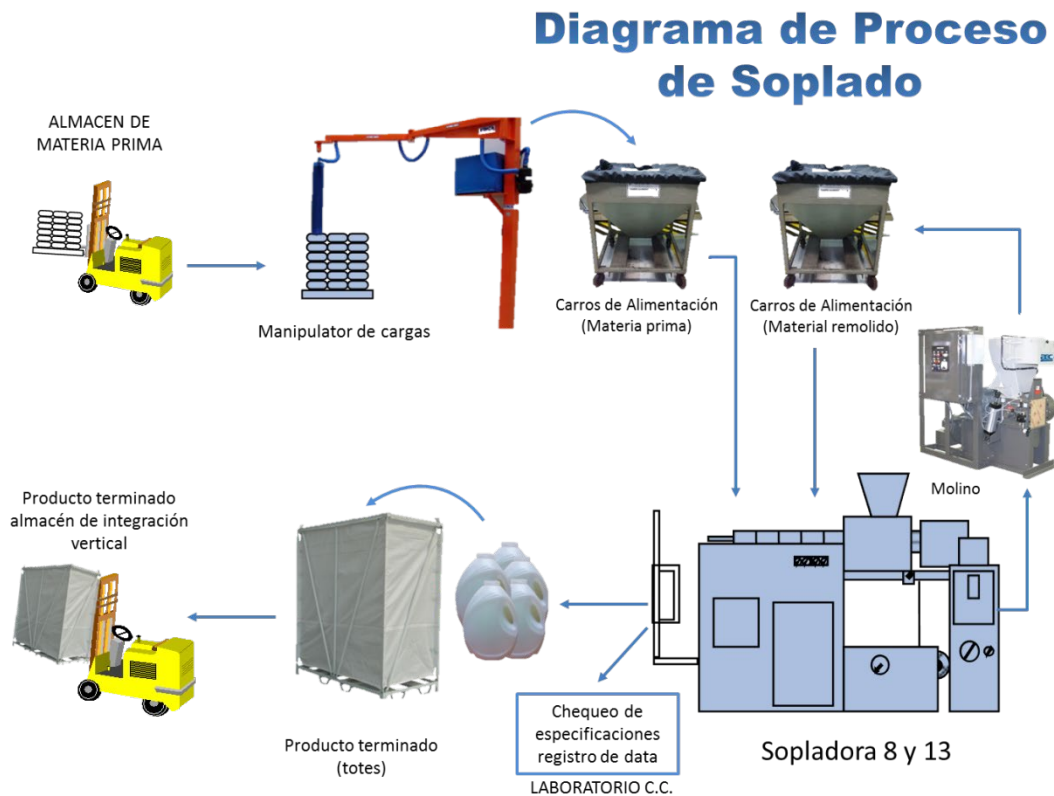 Diagrama de Proceso
de Soplado
ALMACEN DE
MATERIA PRIMA
Manipulator de cargas
Carros de Alimentación
(Materia prima)
Carros de Alimentación
(Material remolido)
Molino
Producto terminado
almacén de integración
vertical
Producto terminado
(totes)
Chequeo de
especificaciones
registro de data
LABORATORIO C.C.
Sopladora 8 y 13